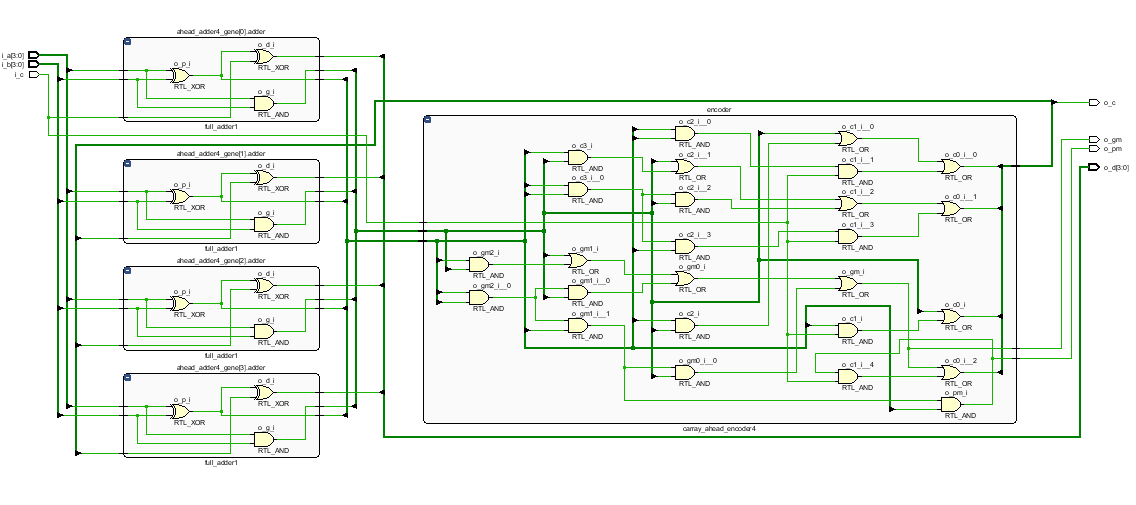 ahead_adder4_gene[0].adder
o_d_i
RTL_XOR
o_p_i
RTL_XOR
o_g_i
RTL_AND
full_adder1
i_a[3:0]
i_b[3:0]
i_c
ahead_adder4_gene[1].adder
o_d_i
RTL_XOR
o_p_i
RTL_XOR
o_g_i
RTL_AND
full_adder1
ahead_adder4_gene[2].adder
o_d_i
RTL_XOR
o_p_i
RTL_XOR
o_g_i
RTL_AND
full_adder1
ahead_adder4_gene[3].adder
o_d_i
RTL_XOR
o_p_i
RTL_XOR
o_g_i
RTL_AND
full_adder1
encoder
o_gm2_i
RTL_AND
o_gm2_i__0
RTL_AND
o_c3_i
RTL_AND
o_c3_i__0
RTL_AND
o_gm1_i
RTL_OR
o_gm1_i__0
RTL_AND
o_gm1_i__1
RTL_AND
o_c2_i__0
RTL_AND
o_c2_i__1
RTL_OR
o_c2_i__2
RTL_AND
o_c2_i__3
RTL_AND
o_gm0_i
RTL_OR
o_c2_i
RTL_AND
o_gm0_i__0
RTL_AND
o_c1_i__0
RTL_OR
o_c1_i__1
RTL_AND
o_c1_i__2
RTL_OR
o_c1_i__3
RTL_AND
o_gm_i
RTL_OR
o_c1_i
RTL_AND
o_c1_i__4
RTL_AND
o_c0_i__0
RTL_OR
o_c0_i__1
RTL_OR
o_c0_i
RTL_OR
o_c0_i__2
RTL_OR
o_pm_i
RTL_AND
carray_ahead_encoder4
o_c
o_gm
o_pm
o_d[3:0]